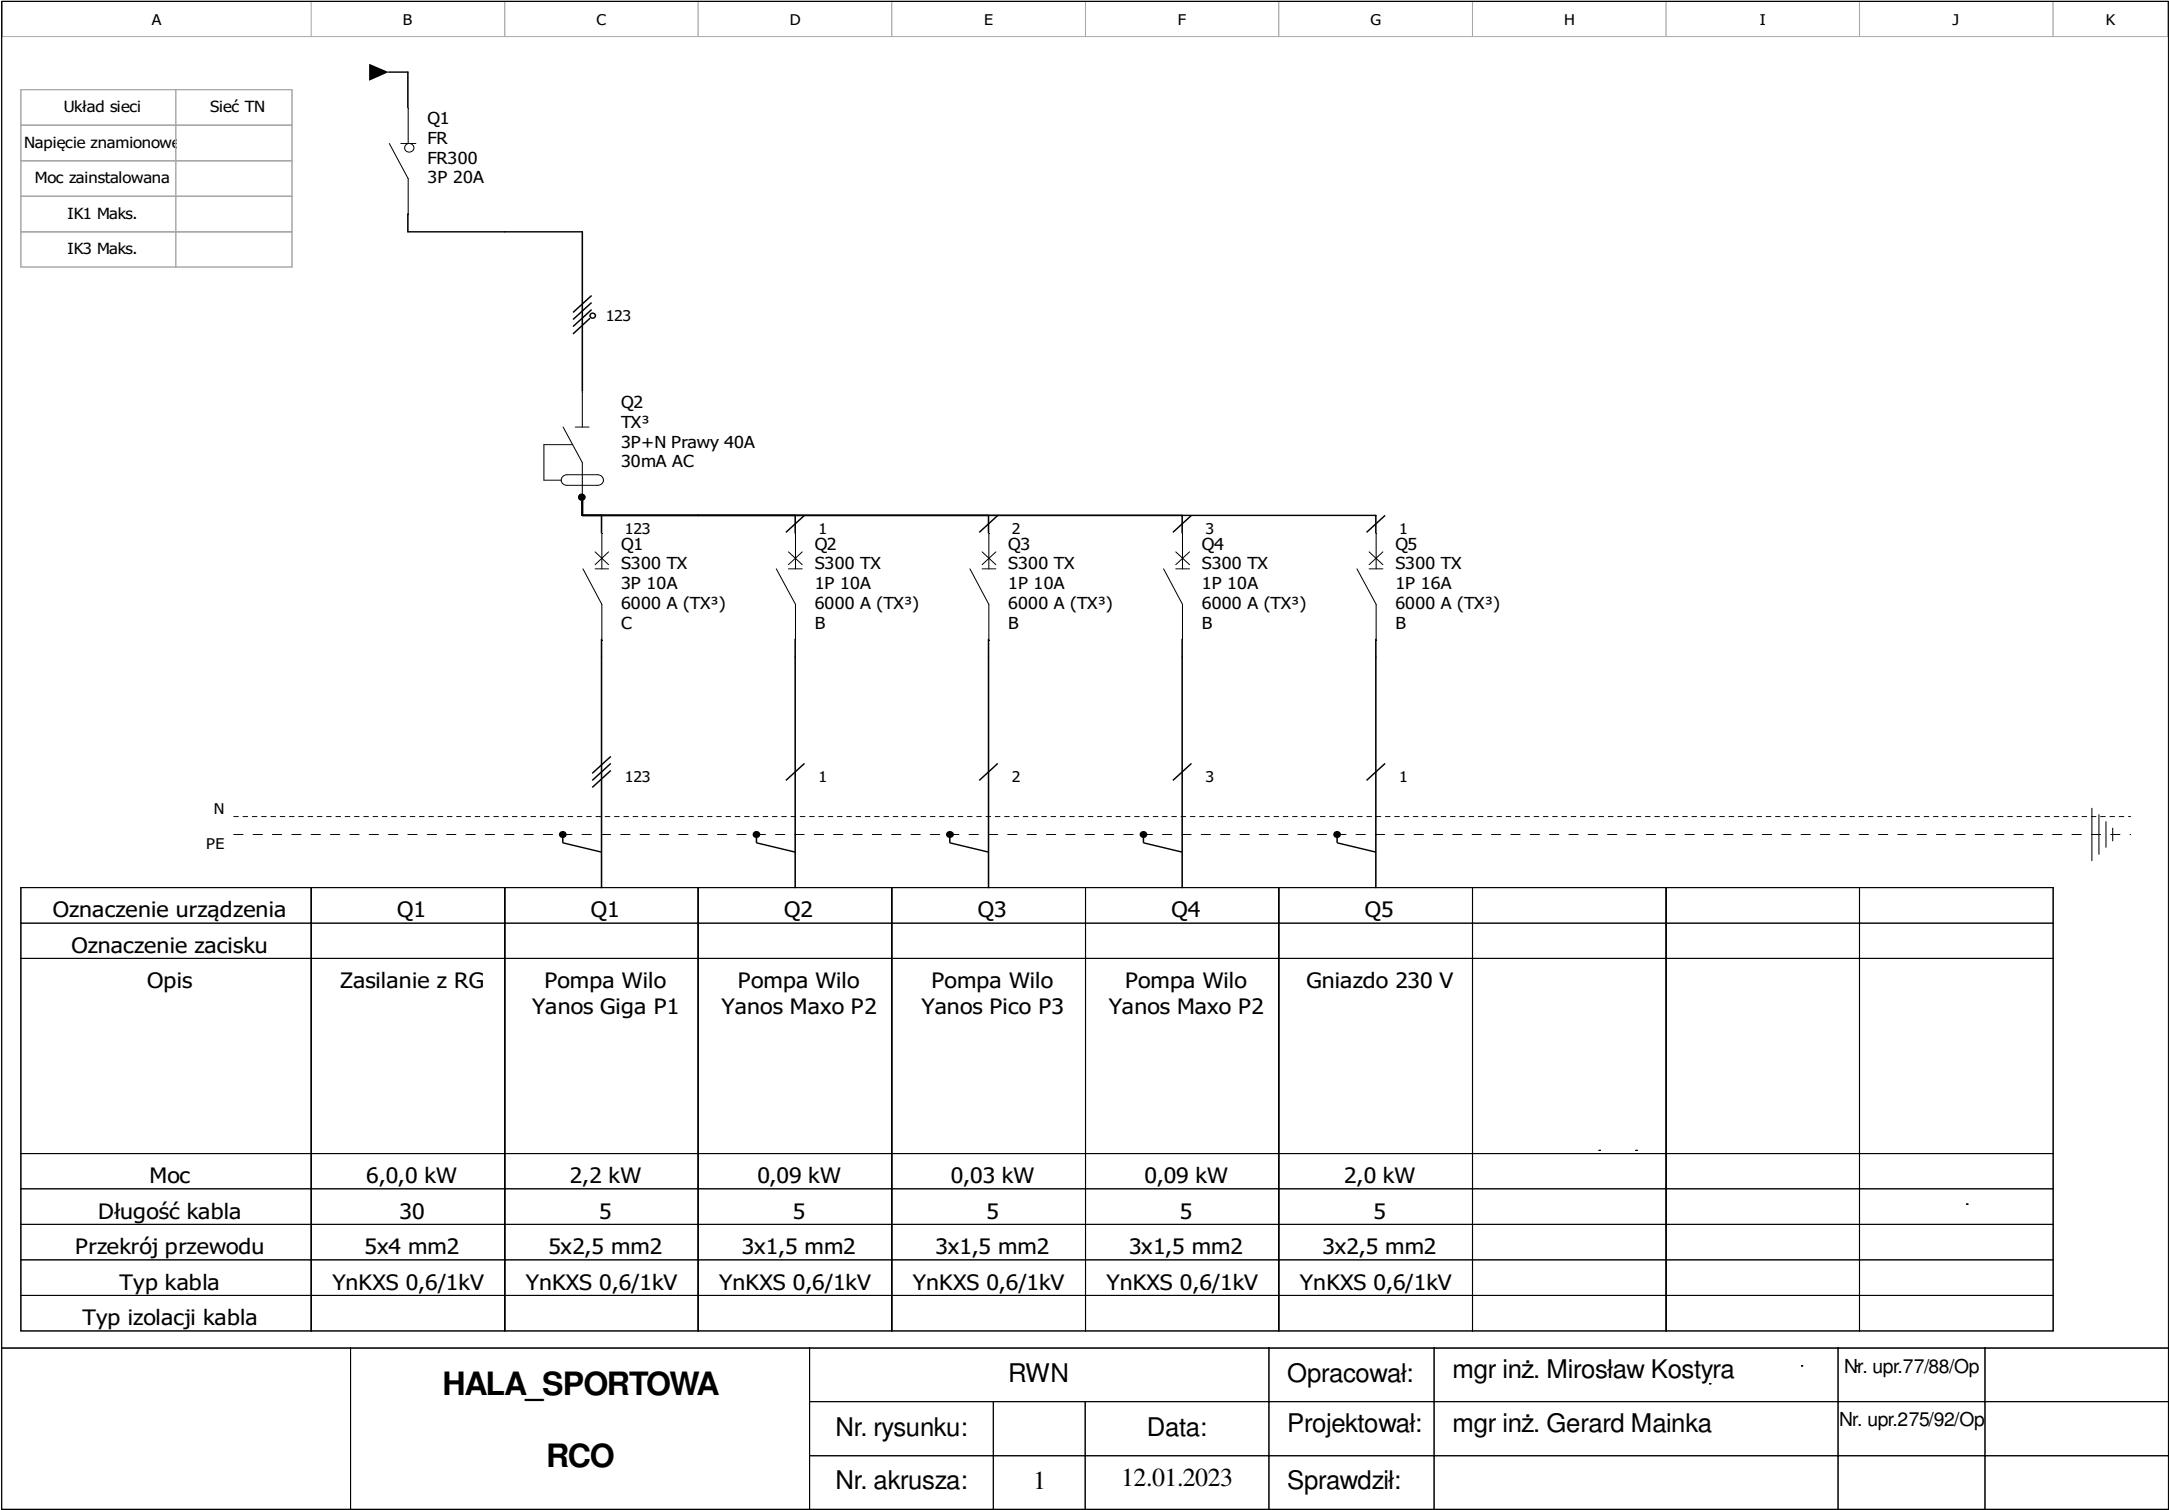 A B C D E F G H I J K
Układ sieci Sieć TN
Napięcie znamionowe
Moc zainstalowana
IK1 Maks.
IK3 Maks.
Q1
FR
FR300
3P 20A
123
Q2
TX³
3P+N Prawy 40A
30mA AC
123 1 2 3 1
Q1 Q2 Q3 Q4 Q5
S300 TX S300 TX S300 TX S300 TX S300 TX
3P 10A 1P 10A 1P 10A 1P 10A 1P 16A
6000 A (TX³) 6000 A (TX³) 6000 A (TX³) 6000 A (TX³) 6000 A (TX³)
C B B B B
123 1 2 3 1
N
PE
Oznaczenie urządzenia Q1 Q1 Q2 Q3 Q4 Q5
Oznaczenie zacisku
Opis Zasilanie z RG Pompa Wilo Pompa Wilo Pompa Wilo Pompa Wilo Gniazdo 230 V
Yanos Giga P1 Yanos Maxo P2 Yanos Pico P3 Yanos Maxo P2
Moc 6,0,0 kW 2,2 kW 0,09 kW 0,03 kW 0,09 kW 2,0 kW
Długość kabla 30 5 5 5 5 5
Przekrój przewodu 5x4 mm2 5x2,5 mm2 3x1,5 mm2 3x1,5 mm2 3x1,5 mm2 3x2,5 mm2
Typ kabla YnKXS 0,6/1kV YnKXS 0,6/1kV YnKXS 0,6/1kV YnKXS 0,6/1kV YnKXS 0,6/1kV YnKXS 0,6/1kV
Typ izolacji kabla
HALA_SPORTOWA
RCO
RWN
Nr. rysunku: Data:
Nr. akrusza: 1 12.01.2023
Opracował: mgr inż. Mirosław Kostyra Nr. upr.77/88/Op
Projektował: mgr inż. Gerard Mainka Nr. upr.275/92/Op
Sprawdził: